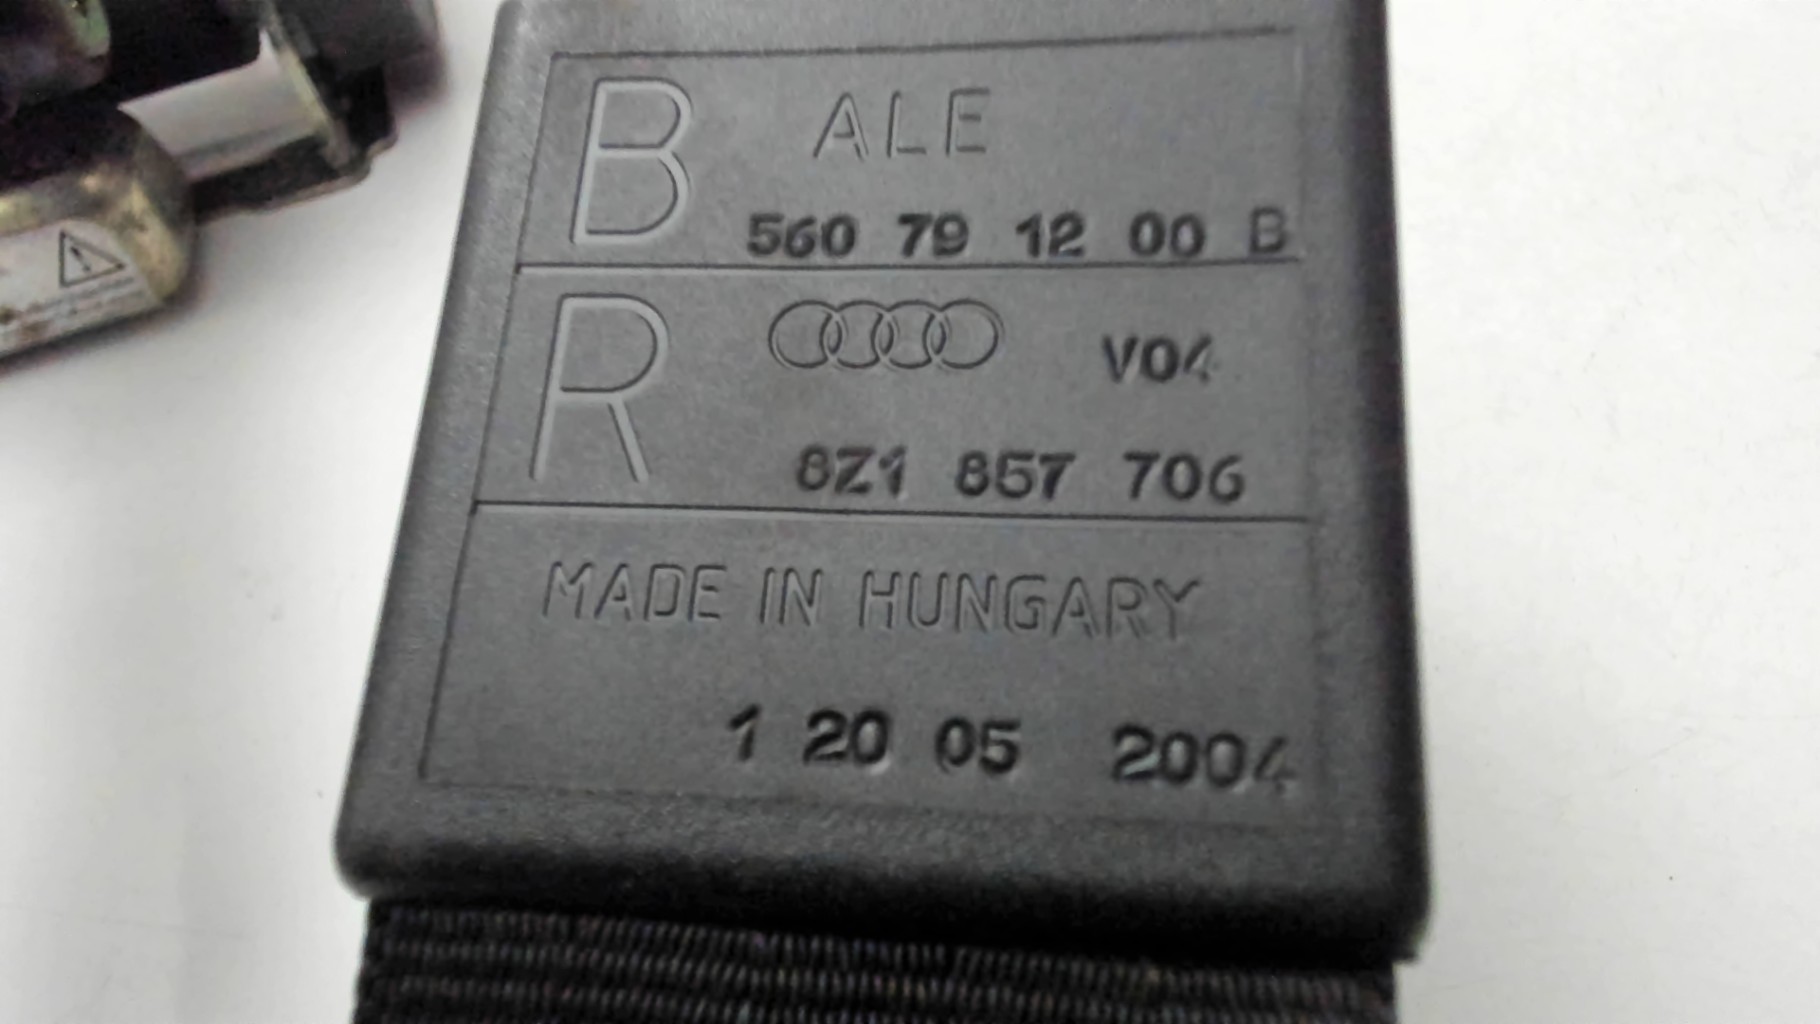 B ALE
560 79 12 00 B
R V04
8Z1 857 706
MADE IN HUNGARY
1 20 05 2004